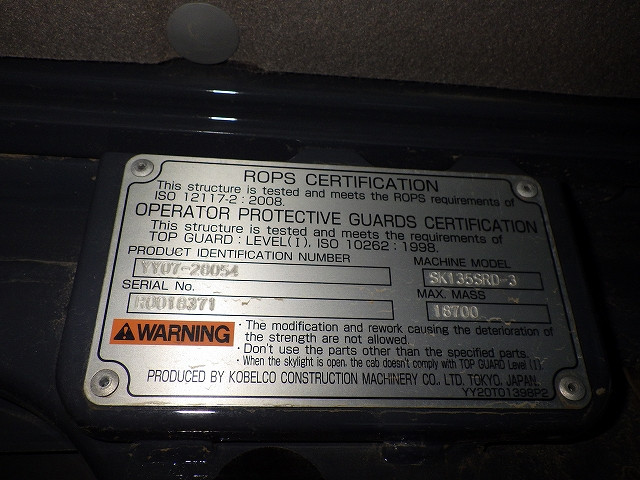 ROPS CERTIFICATION
This structure is tested and meets the ROPS requirements of
ISO 12117-2 : 2008.
OPERATOR PROTECTIVE GUARDS CERTIFICATION
This structure is tested and meets the requirements of
TOP GUARD : LEVEL(I). ISO 10262 : 1998.
PRODUCT IDENTIFICATION NUMBER
YY07-28054
SERIAL No.
MACHINE MODEL
SK135SRD-3
MAX. MASS
18700
WARNING
· The modification and rework causing the deterioration of
the strength are not allowed.
· Don't use the parts other than the specified parts.
· When the skylight is open, the cab doesn't comply with TOP GUARD Level (I).
PRODUCED BY KOBELCO CONSTRUCTION MACHINERY CO., LTD. TOKYO, JAPAN.
YY20T01398P2